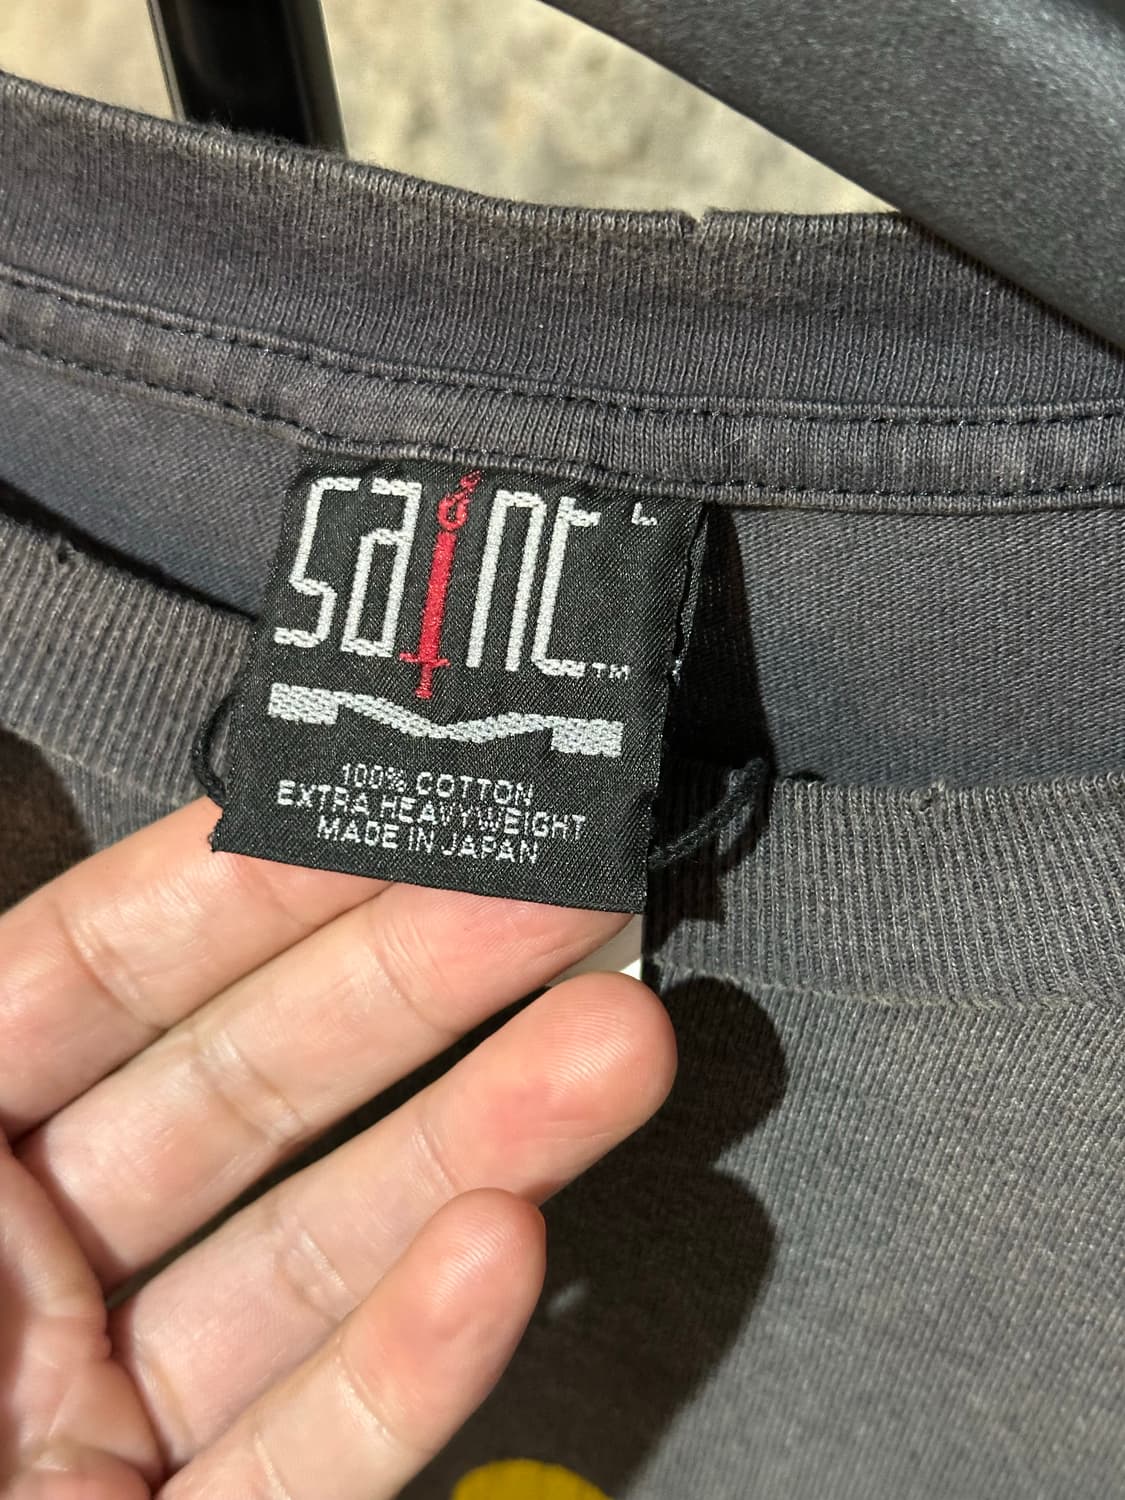 saint L
TM
100% COTTON
EXTRA HEAVYWEIGHT
MADE IN JAPAN